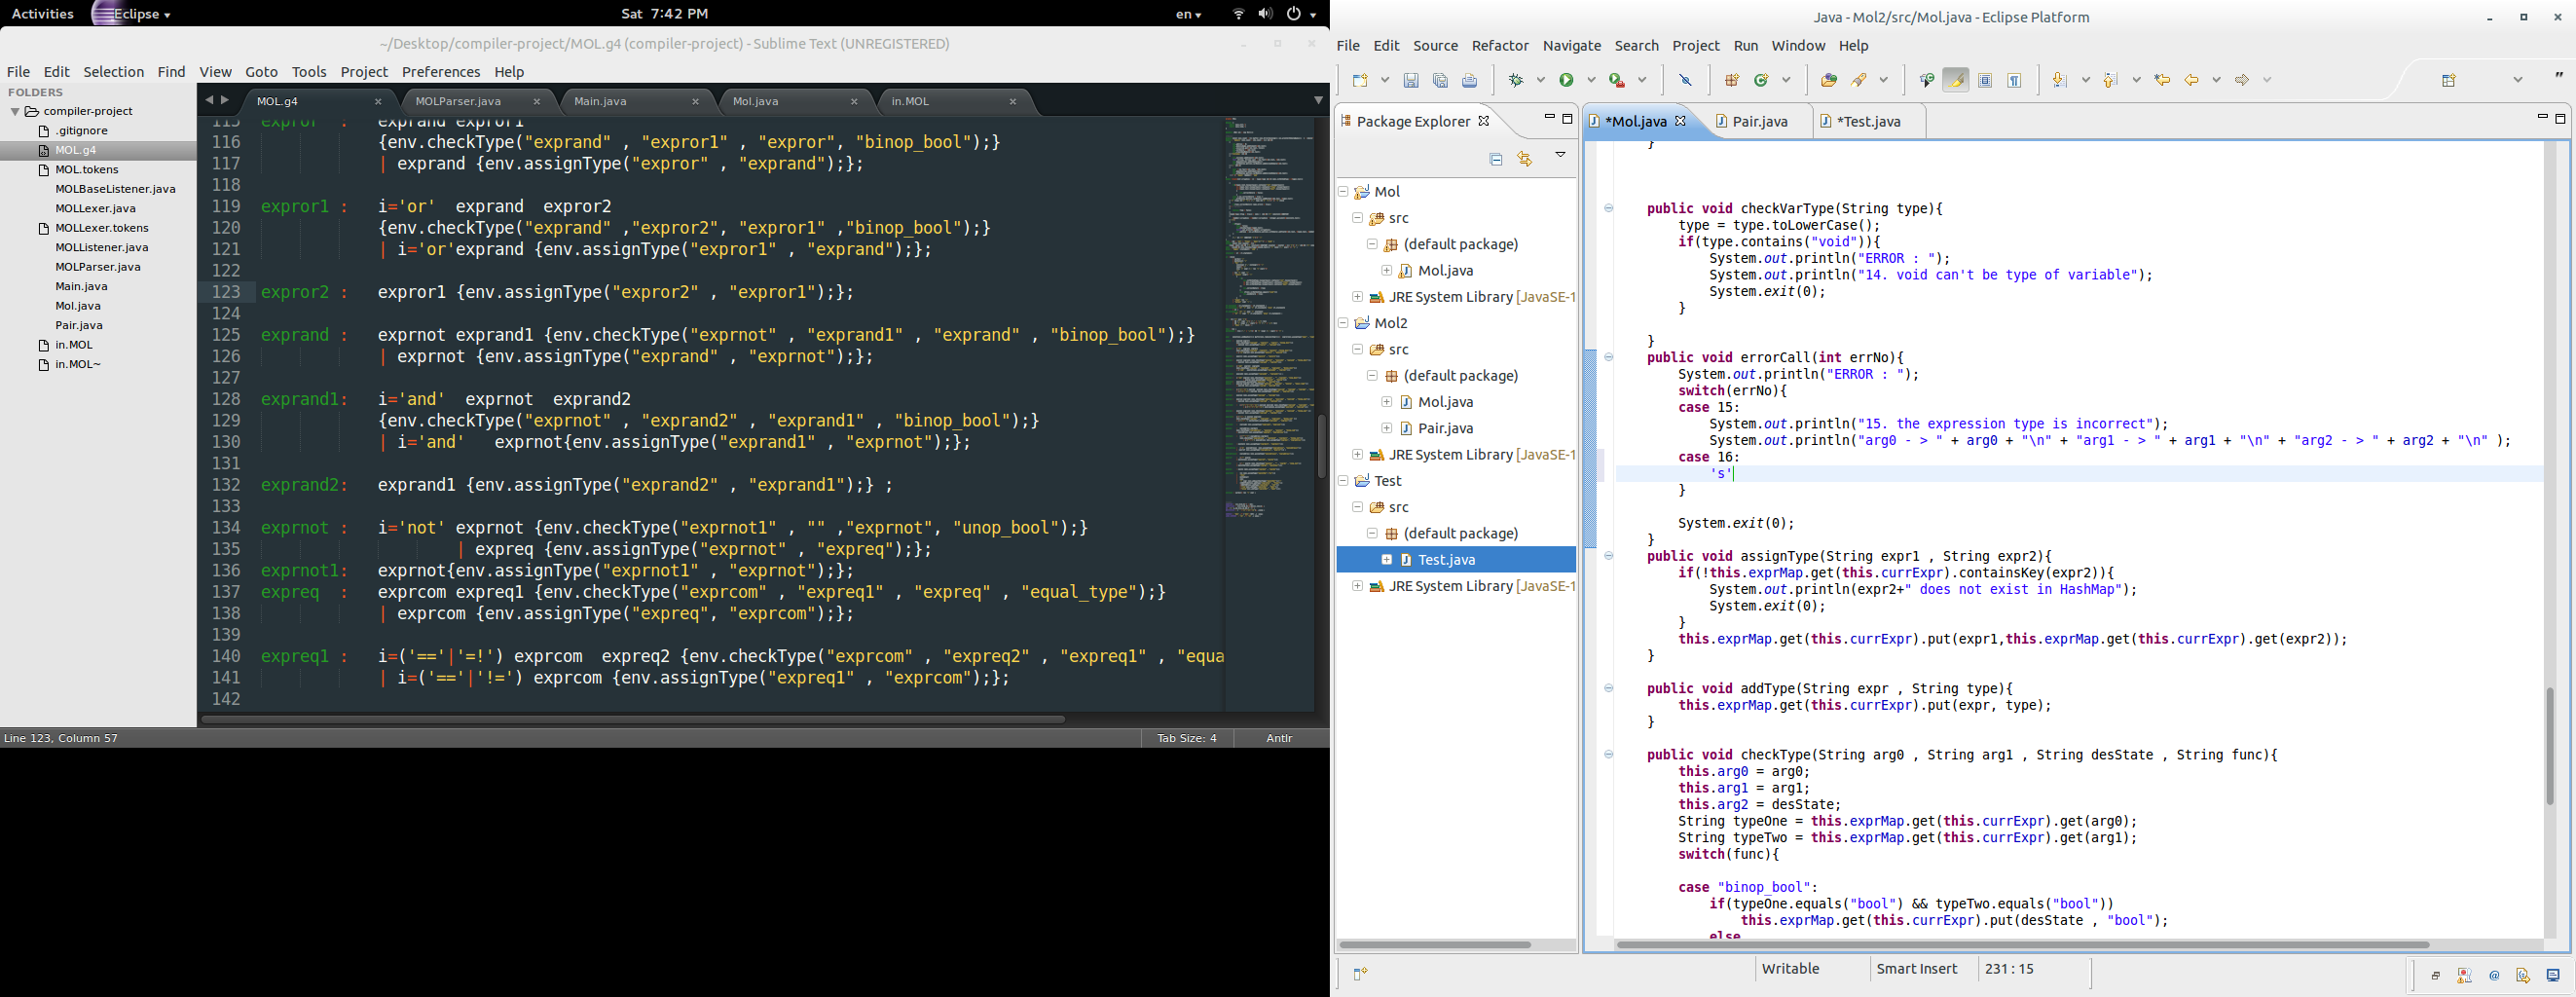 Activities
Eclipse
Sat 7:42 PM
en
~/Desktop/compiler-project/MOL.g4 (compiler-project) - Sublime Text (UNREGISTERED)
File Edit Selection Find View Goto Tools Project Preferences Help
FOLDERS
compiler-project
.gitignore
MOL.g4
MOL.tokens
MOLBaseListener.java
MOLLexer.java
MOLLexer.tokens
MOLListener.java
MOLParser.java
Main.java
Mol.java
Pair.java
in.MOL
in.MOL~
MOL.g4 MOLParser.java Main.java Mol.java in.MOL
115 expror : exprand expror1
116 {env.checkType("exprand" , "expror1" , "expror", "binop_bool");}
117 | exprand {env.assignType("expror" , "exprand");};
118
119 expror1 : i='or' exprand expror2
120 {env.checkType("exprand" ,"expror2", "expror1" ,"binop_bool");}
121 | i='or'exprand {env.assignType("expror1" , "exprand");};
122
123 expror2 : expror1 {env.assignType("expror2" , "expror1");};
124
125 exprand : exprnot exprand1 {env.checkType("exprnot" , "exprand1" , "exprand" , "binop_bool");}
126 | exprnot {env.assignType("exprand" , "exprnot");};
127
128 exprand1: i='and' exprnot exprand2
129 {env.checkType("exprnot" , "exprand2" , "exprand1" , "binop_bool");}
130 | i='and' exprnot{env.assignType("exprand1" , "exprnot");};
131
132 exprand2: exprand1 {env.assignType("exprand2" , "exprand1");} ;
133
134 exprnot : i='not' exprnot {env.checkType("exprnot1" , "" ,"exprnot", "unop_bool");}
135 | expreq {env.assignType("exprnot" , "expreq");};
136 exprnot1: exprnot{env.assignType("exprnot1" , "exprnot");};
137 expreq : exprcom expreq1 {env.checkType("exprcom" , "expreq1" , "expreq" , "equal_type");}
138 | exprcom {env.assignType("expreq", "exprcom");};
139
140 expreq1 : i=('=='|'=!') exprcom expreq2 {env.checkType("exprcom" , "expreq2" , "expreq1" , "equa
141 | i=('=='|'!=') exprcom {env.assignType("expreq1" , "exprcom");};
142
Line 123, Column 57
Tab Size: 4
Antlr
Java - Mol2/src/Mol.java - Eclipse Platform
File Edit Source Refactor Navigate Search Project Run Window Help
Package Explorer
Mol
src
(default package)
Mol.java
JRE System Library [JavaSE-1
Mol2
src
(default package)
Mol.java
Pair.java
JRE System Library [JavaSE-1
Test
src
(default package)
Test.java
JRE System Library [JavaSE-1
*Mol.java Pair.java *Test.java
}
public void checkVarType(String type){
type = type.toLowerCase();
if(type.contains("void")){
System.out.println("ERROR : ");
System.out.println("14. void can't be type of variable");
System.exit(0);
}
}
public void errorCall(int errNo){
System.out.println("ERROR : ");
switch(errNo){
case 15:
System.out.println("15. the expression type is incorrect");
System.out.println("arg0 - > " + arg0 + "\n" + "arg1 - > " + arg1 + "\n" + "arg2 - > " + arg2 + "\n" );
case 16:
's'
}
System.exit(0);
}
public void assignType(String expr1 , String expr2){
if(!this.exprMap.get(this.currExpr).containsKey(expr2)){
System.out.println(expr2+" does not exist in HashMap");
System.exit(0);
}
this.exprMap.get(this.currExpr).put(expr1,this.exprMap.get(this.currExpr).get(expr2));
}
public void addType(String expr , String type){
this.exprMap.get(this.currExpr).put(expr, type);
}
public void checkType(String arg0 , String arg1 , String desState , String func){
this.arg0 = arg0;
this.arg1 = arg1;
this.arg2 = desState;
String typeOne = this.exprMap.get(this.currExpr).get(arg0);
String typeTwo = this.exprMap.get(this.currExpr).get(arg1);
switch(func){
case "binop_bool":
if(typeOne.equals("bool") && typeTwo.equals("bool"))
this.exprMap.get(this.currExpr).put(desState , "bool");
else
Writable
Smart Insert
231 : 15